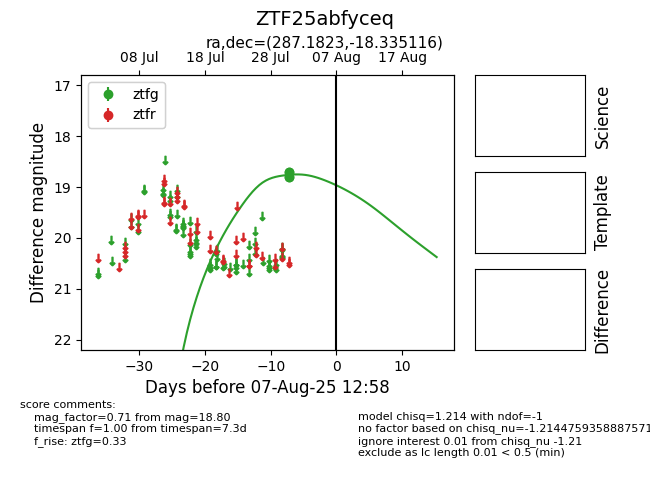 ZTF25abfyceq
ra,dec=(287.1823,-18.335116)
08 Jul 18 Jul 28 Jul 07 Aug 17 Aug
ztfg
ztfr
17
18
19
20
21
22
Difference magnitude
−30 −20 −10 0 10
Days before 07-Aug-25 12:58
Science
Template
Difference
score comments:
mag_factor=0.71 from mag=18.80
timespan f=1.00 from timespan=7.3d
f_rise: ztfg=0.33
model chisq=1.214 with ndof=-1
no factor based on chisq_nu=-1.2144759358887571
ignore interest 0.01 from chisq_nu -1.21
exclude as lc length 0.01 < 0.5 (min)